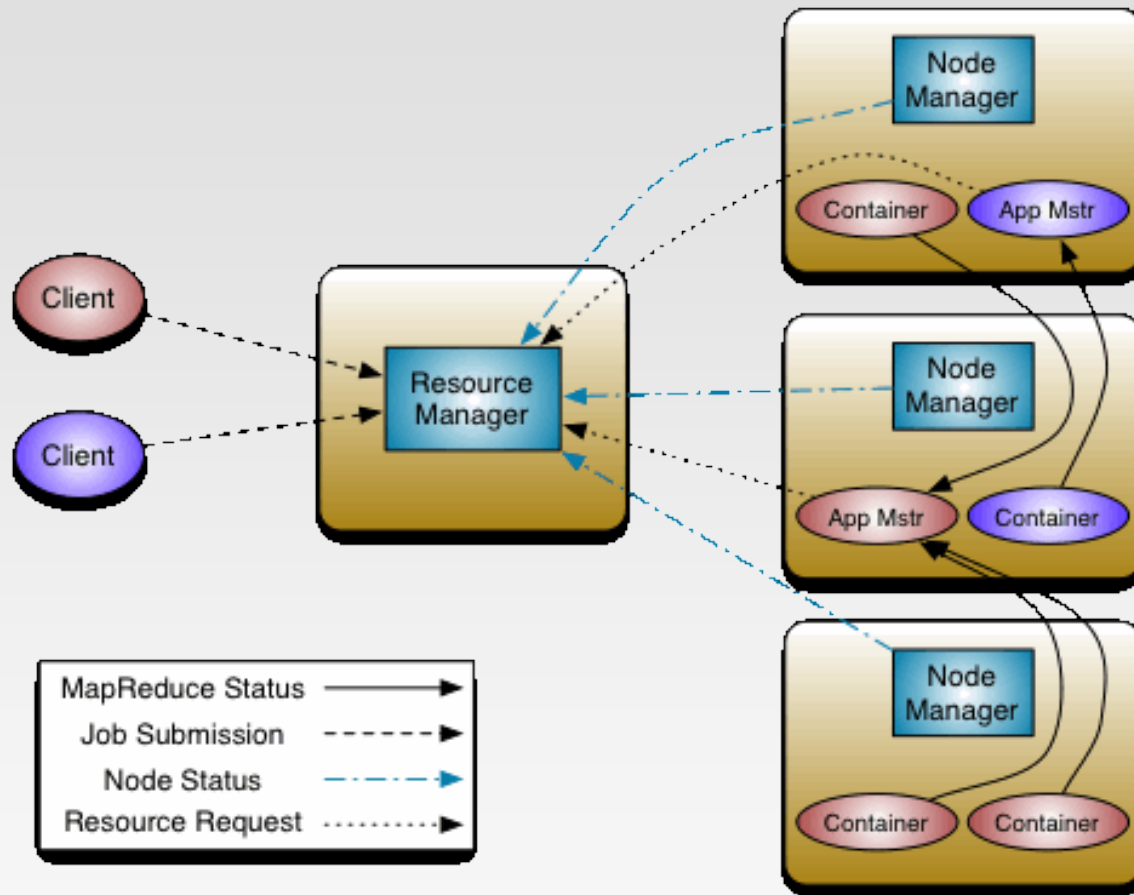 Node
Manager
Container
App Mstr
Client
Resource
Manager
Client
Node
Manager
App Mstr
Container
Node
Manager
Container
Container
MapReduce Status
Job Submission
Node Status
Resource Request